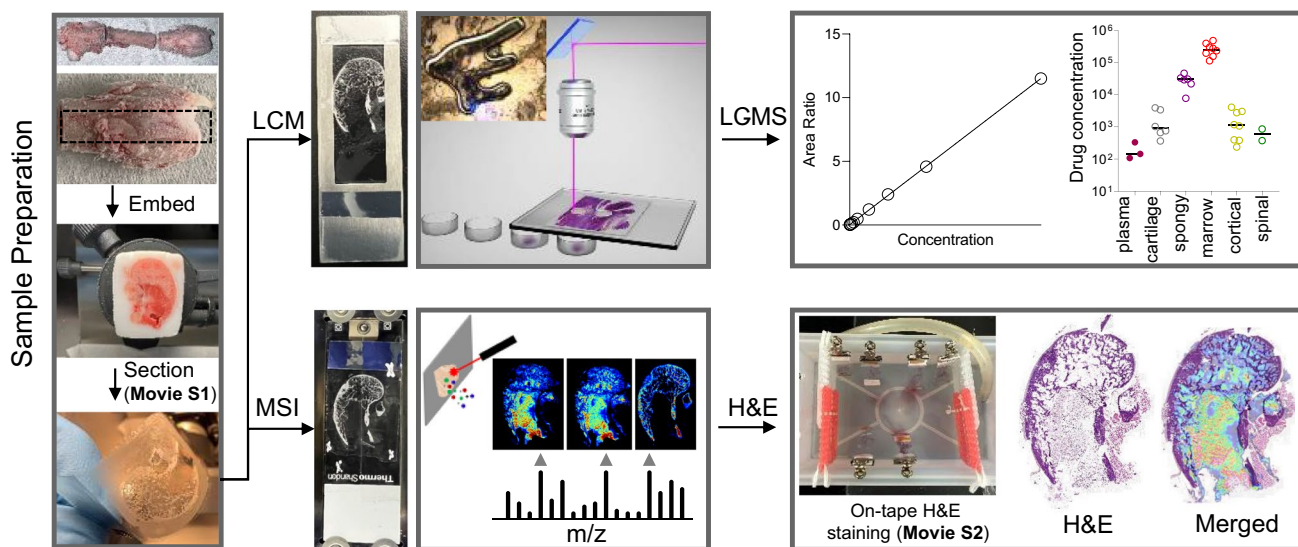 Sample Preparation
Embed
Section
(Movie S1)
LCM
MSI
ThermoShandon
LGMS
Area Ratio
15
10
5
0
Concentration
Drug concentration
10⁶
10⁵
10⁴
10³
10²
10¹
plasma
cartilage
spongy
marrow
cortical
spinal
m/z
H&E
On-tape H&E
staining (Movie S2)
H&E
Merged